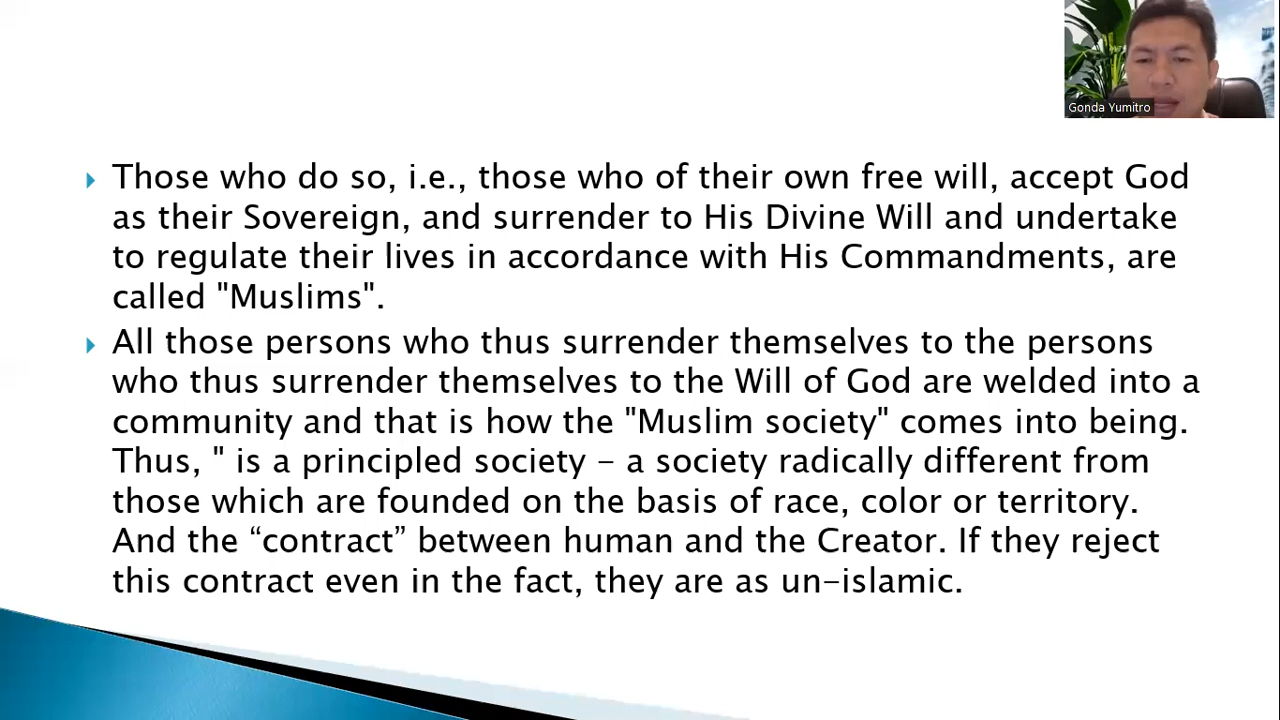 Gonda Yumitro
Those who do so, i.e., those who of their own free will, accept God
as their Sovereign, and surrender to His Divine Will and undertake
to regulate their lives in accordance with His Commandments, are
called "Muslims".
All those persons who thus surrender themselves to the persons
who thus surrender themselves to the Will of God are welded into a
community and that is how the "Muslim society" comes into being.
Thus, " is a principled society – a society radically different from
those which are founded on the basis of race, color or territory.
And the “contract” between human and the Creator. If they reject
this contract even in the fact, they are as un-islamic.